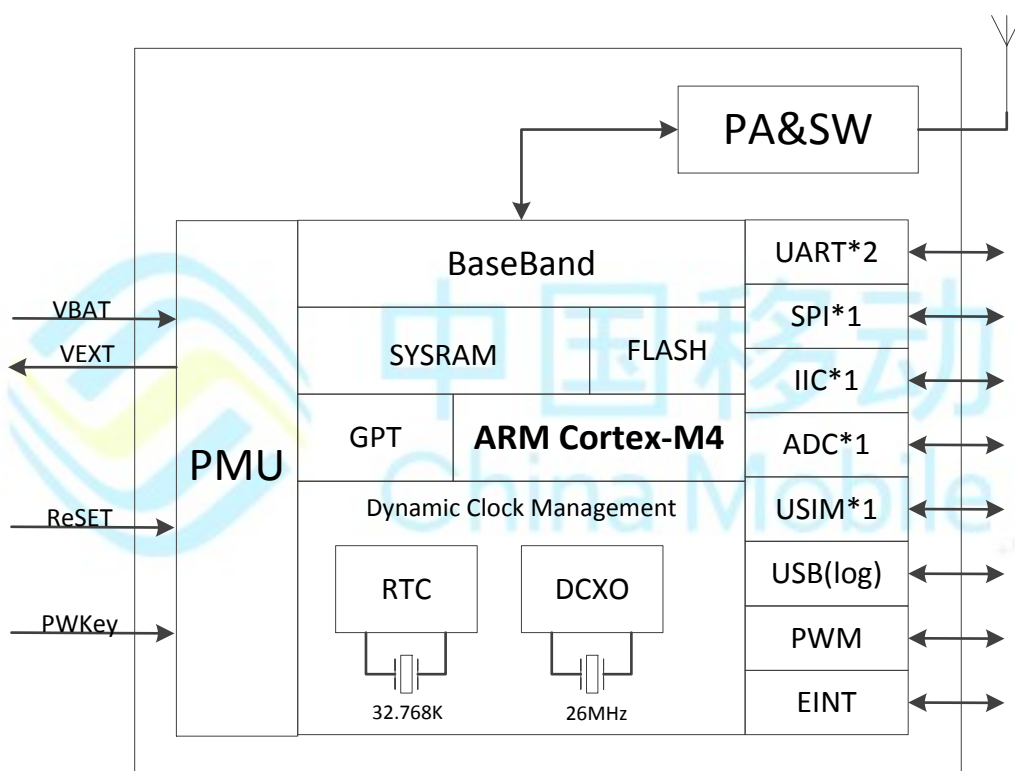 PA&SW
BaseBand
UART*2
VBAT
SYSRAM
FLASH
SPI*1
VEXT
IIC*1
PMU
GPT
ARM Cortex-M4
ADC*1
中国移动
China Mobile
ReSET
Dynamic Clock Management
USIM*1
RTC
DCXO
USB(log)
PWKey
PWM
32.768K
26MHz
EINT